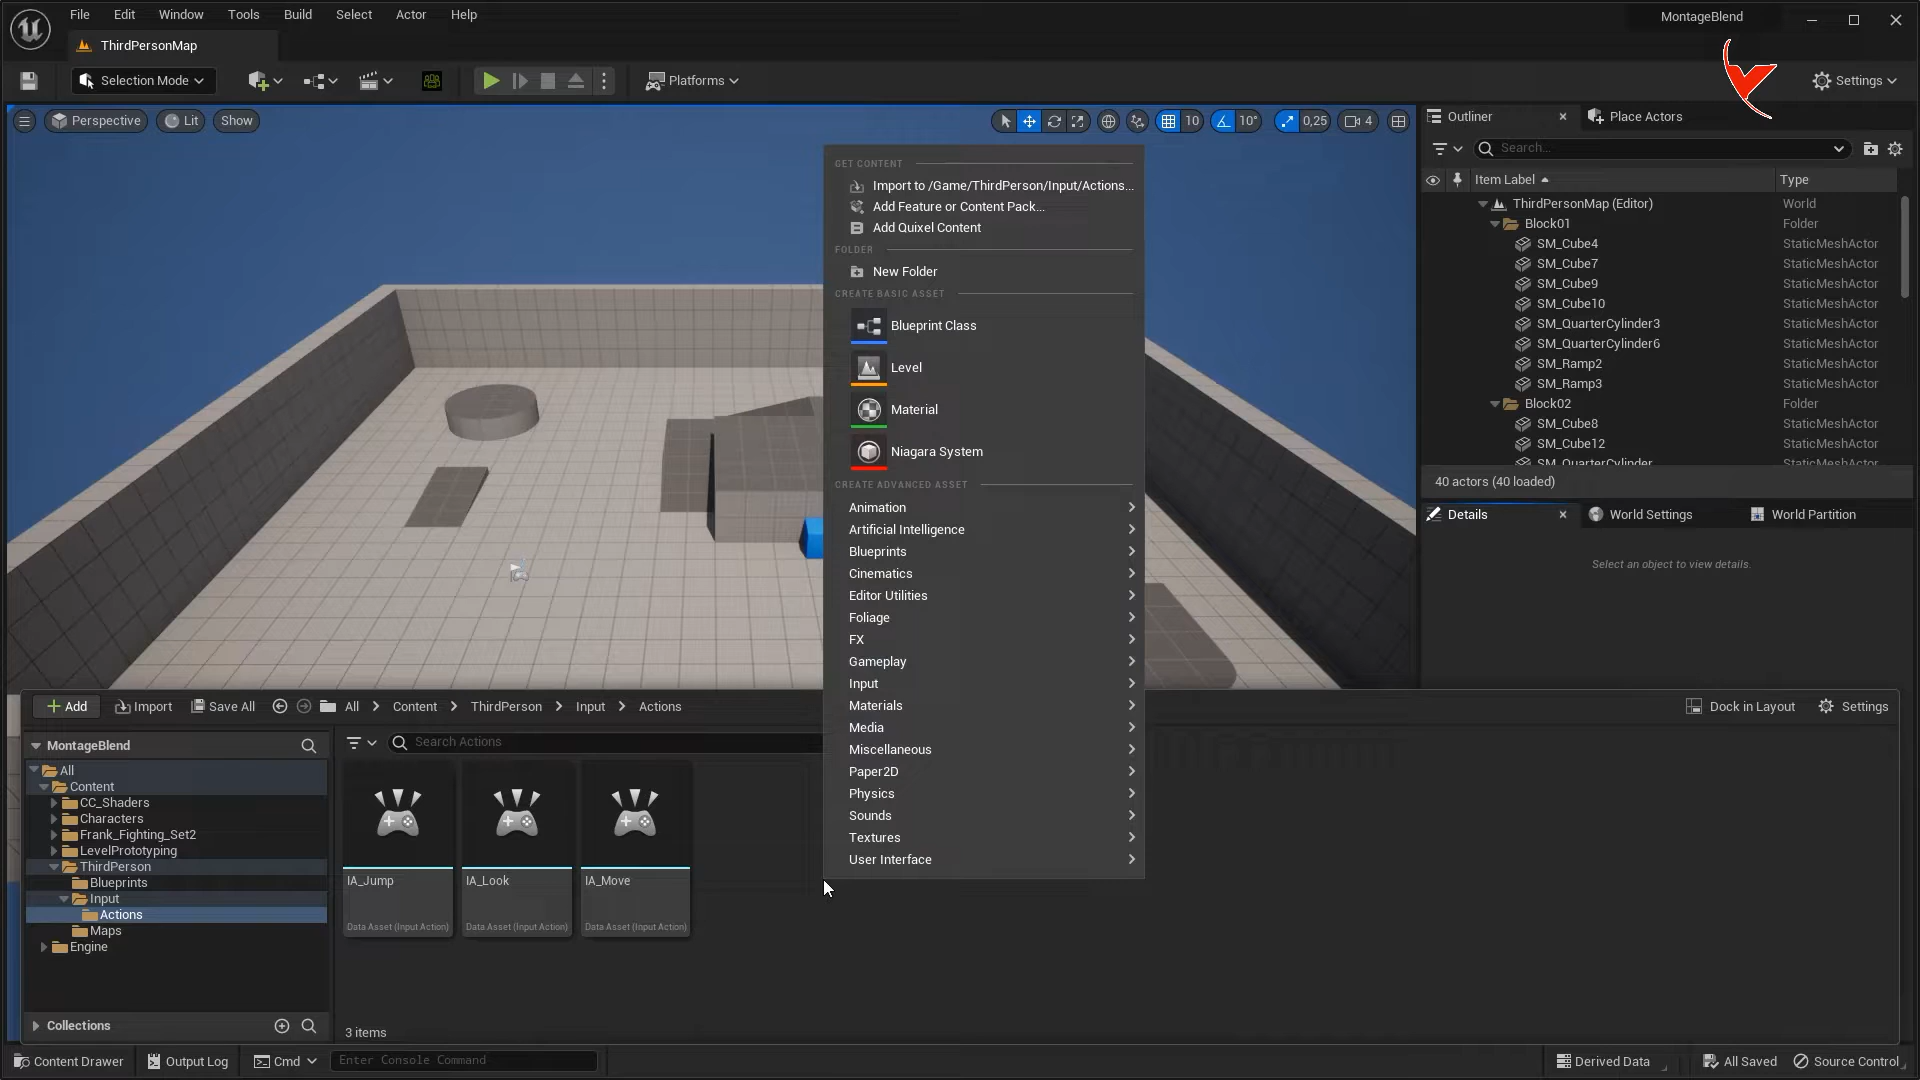 File Edit Window Tools Build Select Actor Help
MontageBlend
ThirdPersonMap
Selection Mode
Platforms
Settings
Perspective Lit Show
10 10° 0,25 4
Outliner Place Actors
Search...
Item Label Type
ThirdPersonMap (Editor) World
Block01 Folder
SM_Cube4 StaticMeshActor
SM_Cube7 StaticMeshActor
SM_Cube9 StaticMeshActor
SM_Cube10 StaticMeshActor
SM_QuarterCylinder3 StaticMeshActor
SM_QuarterCylinder6 StaticMeshActor
SM_Ramp2 StaticMeshActor
SM_Ramp3 StaticMeshActor
Block02 Folder
SM_Cube8 StaticMeshActor
SM_Cube12 StaticMeshActor
SM_QuarterCylinder StaticMeshActor
40 actors (40 loaded)
Details World Settings World Partition
Select an object to view details.
GET CONTENT
Import to /Game/ThirdPerson/Input/Actions...
Add Feature or Content Pack...
Add Quixel Content
FOLDER
New Folder
CREATE BASIC ASSET
Blueprint Class
Level
Material
Niagara System
CREATE ADVANCED ASSET
Animation
Artificial Intelligence
Blueprints
Cinematics
Editor Utilities
Foliage
FX
Gameplay
Input
Materials
Media
Miscellaneous
Paper2D
Physics
Sounds
Textures
User Interface
Add Import Save All All Content ThirdPerson Input Actions
Dock in Layout Settings
MontageBlend
Search Actions
All
Content
CC_Shaders
Characters
Frank_Fighting_Set2
LevelPrototyping
ThirdPerson
Blueprints
Input
Actions
Maps
Engine
IA_Jump IA_Look IA_Move
Data Asset (Input Action) Data Asset (Input Action) Data Asset (Input Action)
Collections
3 items
Content Drawer Output Log Cmd Enter Console Command
Derived Data All Saved Source Control